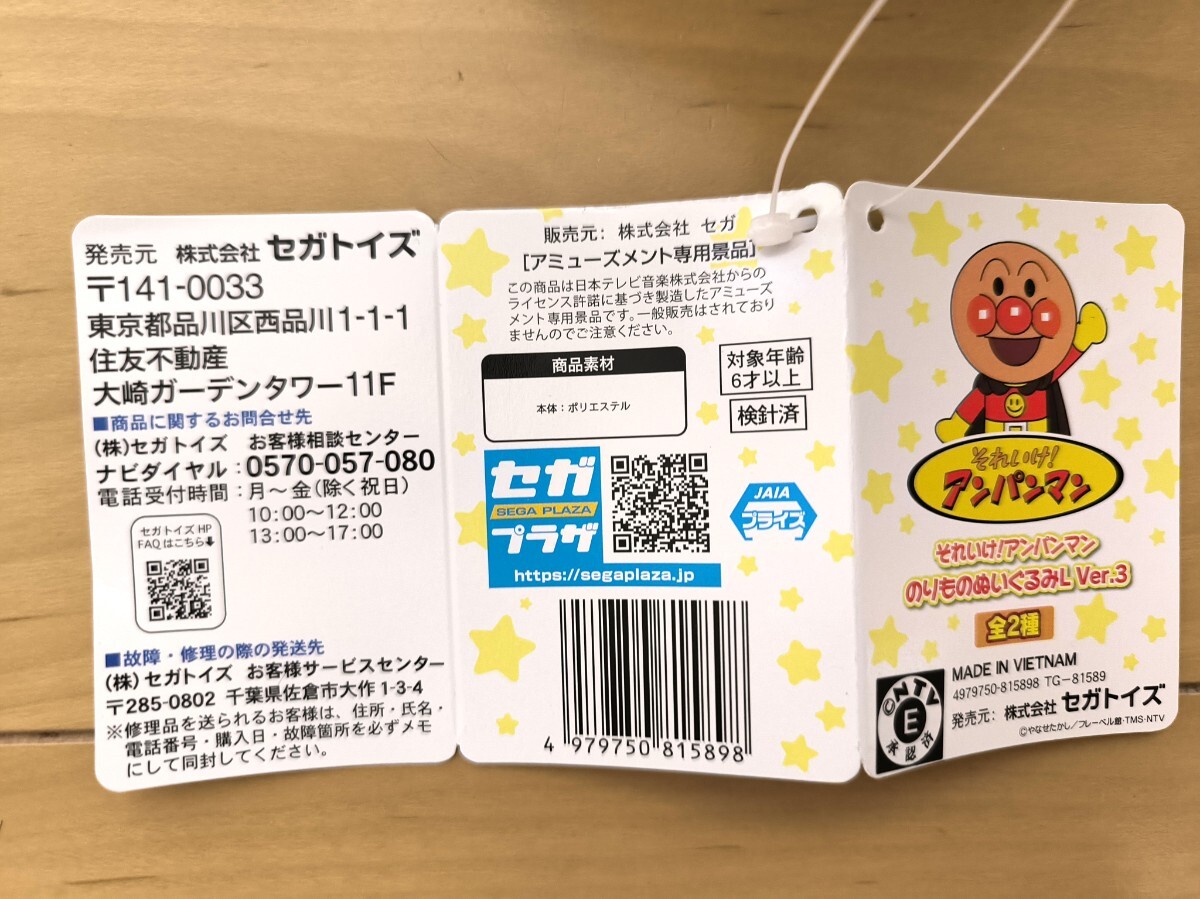 発売元 株式会社 セガトイズ
〒141-0033
東京都品川区西品川1-1-1
住友不動産
大崎ガーデンタワー11F
■商品に関するお問合せ先
(株)セガトイズ お客様相談センター
ナビダイヤル:0570-057-080
電話受付時間:月〜金(除く祝日)
10:00〜12:00
13:00〜17:00
セガトイズHP
FAQはこちら
■故障・修理の際の発送先
(株)セガトイズ お客様サービスセンター
〒285-0802 千葉県佐倉市大作1-3-4
※修理品を送られるお客様は、住所・氏名・
電話番号・購入日・故障箇所を必ずメモ
にして同封してください。
販売元: 株式会社 セガ
[アミューズメント専用景品]
この商品は日本テレビ音楽株式会社からの
ライセンス許諾に基づき製造したアミューズ
メント専用景品です。一般販売はされており
ませんのでご注意ください。
商品素材
本体:ポリエステル
対象年齢
6才以上
検針済
セガ
SEGA PLAZA
プラザ
https://segaplaza.jp
JAIA
プライズ
4 979750 815898
それいけ!
アンパンマン
それいけ!アンパンマン
のりものぬいぐるみL Ver.3
全2種
MADE IN VIETNAM
4979750-815898 TG-81589
発売元: 株式会社 セガトイズ
©やなせたかし/フレーベル館・TMS・NTV
CNTV
E
承認済